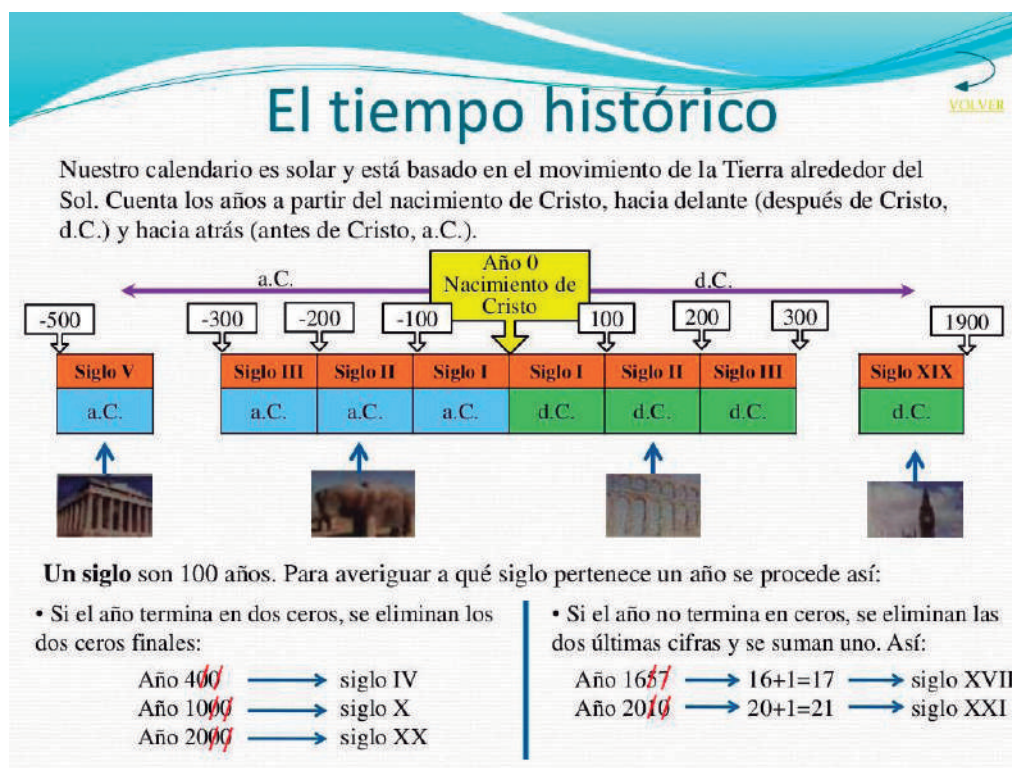 El tiempo histórico
VOLVER
Nuestro calendario es solar y está basado en el movimiento de la Tierra alrededor del
Sol. Cuenta los años a partir del nacimiento de Cristo, hacia delante (después de Cristo,
d.C.) y hacia atrás (antes de Cristo, a.C.).
a.C.
Año 0
Nacimiento de
Cristo
d.C.
-500
-300
-200
-100
100
200
300
1900
Siglo V
Siglo III
Siglo II
Siglo I
Siglo I
Siglo II
Siglo III
Siglo XIX
a.C.
a.C.
a.C.
a.C.
d.C.
d.C.
d.C.
d.C.
Un siglo son 100 años. Para averiguar a qué siglo pertenece un año se procede así:
• Si el año termina en dos ceros, se eliminan los
dos ceros finales:
Año 400 siglo IV
Año 1000 siglo X
Año 2000 siglo XX
• Si el año no termina en ceros, se eliminan las
dos últimas cifras y se suman uno. Así:
Año 1657 16+1=17 siglo XVII
Año 2010 20+1=21 siglo XXI